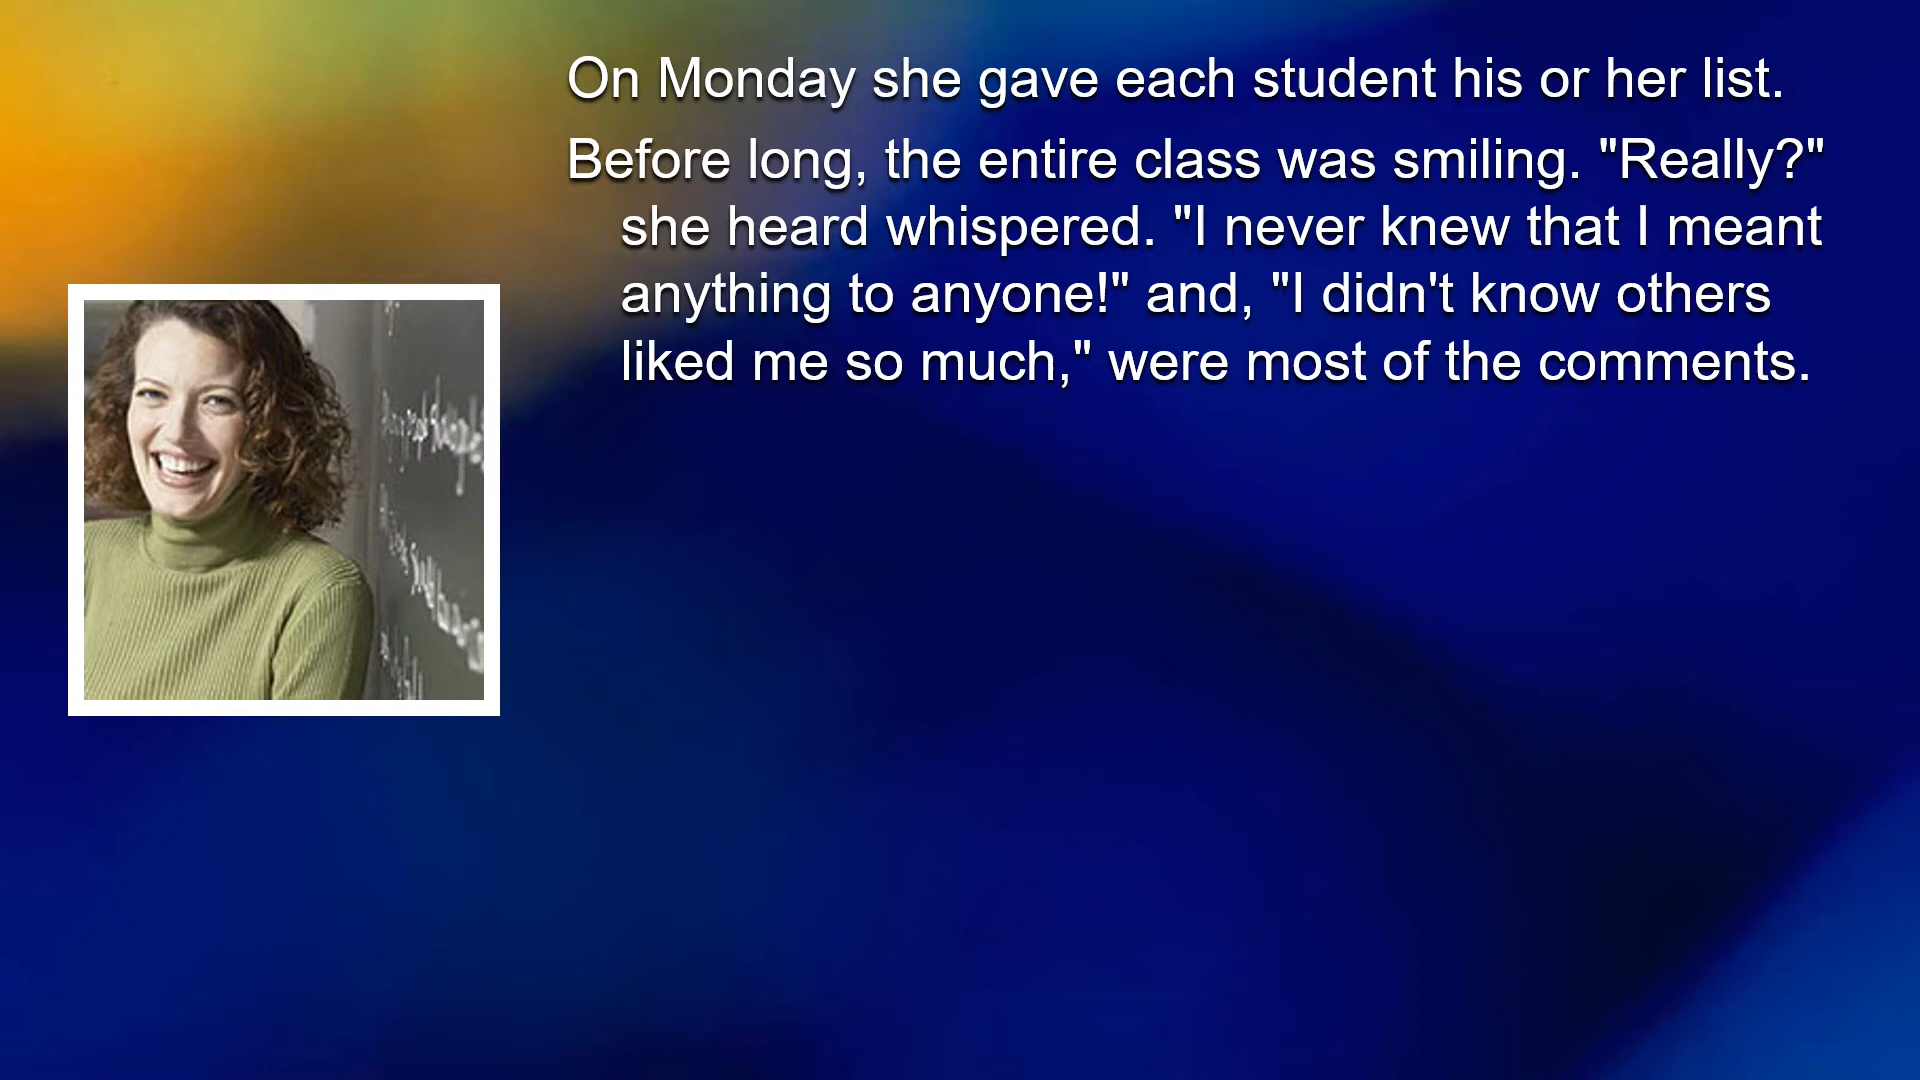 On Monday she gave each student his or her list.
Before long, the entire class was smiling. "Really?"
she heard whispered. "I never knew that I meant
anything to anyone!" and, "I didn't know others
liked me so much," were most of the comments.